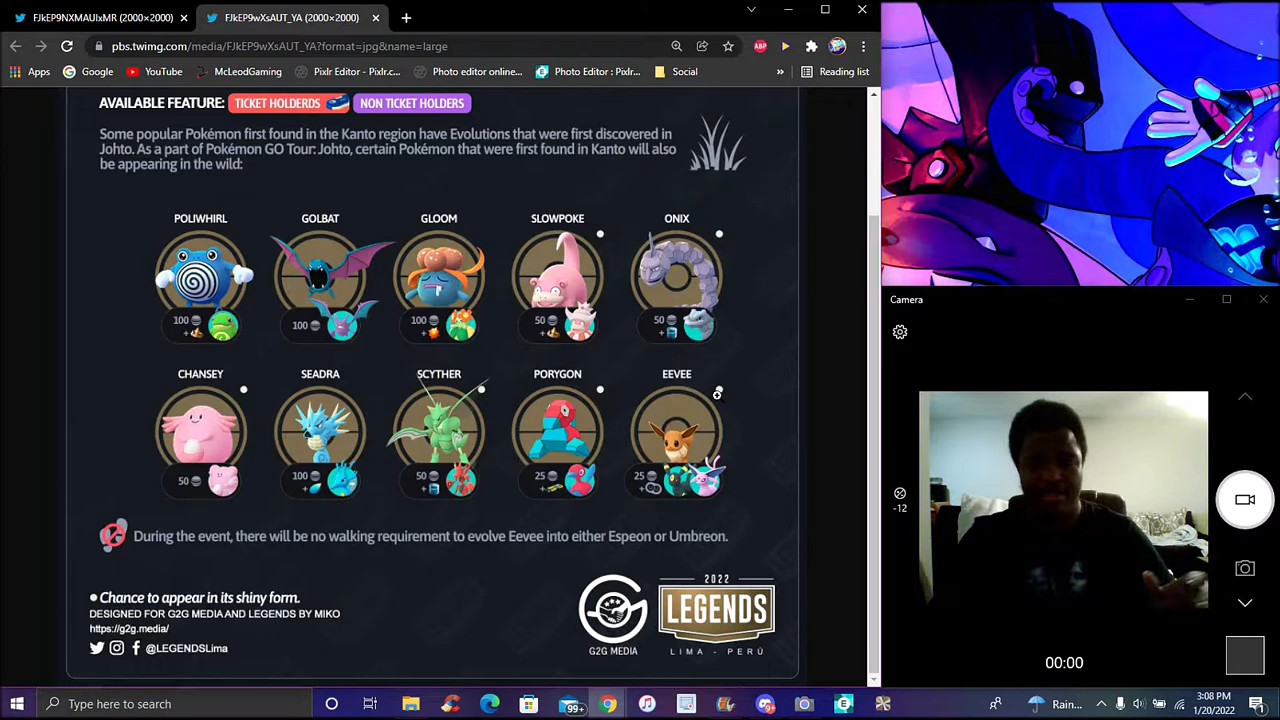 FJkEP9NXMAUIxMR (2000×2000)
FJkEP9wXsAUT_YA (2000×2000)
pbs.twimg.com/media/FJkEP9wXsAUT_YA?format=jpg&name=large
ABP
Apps
Google
YouTube
McLeodGaming
Pixlr Editor - Pixlr.c...
Photo editor online...
Photo Editor : Pixlr...
Social
»
Reading list
AVAILABLE FEATURE: TICKET HOLDERDS NON TICKET HOLDERS
Some popular Pokémon first found in the Kanto region have Evolutions that were first discovered in
Johto. As a part of Pokémon GO Tour: Johto, certain Pokémon that were first found in Kanto will also
be appearing in the wild:
POLIWHIRL GOLBAT GLOOM SLOWPOKE ONIX
100 100 100 50 50
+ + + +
CHANSEY SEADRA SCYTHER PORYGON EEVEE
50 100 50 25 25
+ + + +
During the event, there will be no walking requirement to evolve Eevee into either Espeon or Umbreon.
Chance to appear in its shiny form.
DESIGNED FOR G2G MEDIA AND LEGENDS BY MIKO
https://g2g.media/
@LEGENDSLima
G2G MEDIA
2022
LEGENDS
LIMA - PERÚ
Camera
-12
00:00
Type here to search
99+
Rain...
3:08 PM
1/20/2022
1